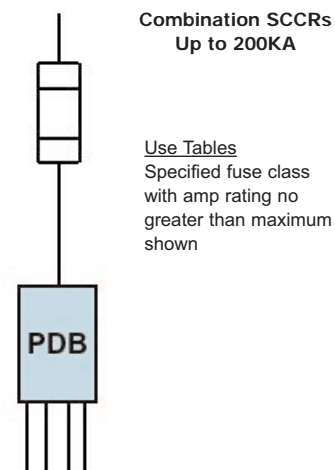 Combination SCCRs
Up to 200KA
Use Tables
Specified fuse class
with amp rating no
greater than maximum
shown
PDB